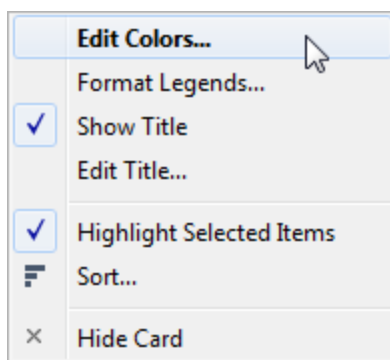 Edit Colors...
Format Legends...
Show Title
Edit Title...
Highlight Selected Items
Sort...
Hide Card